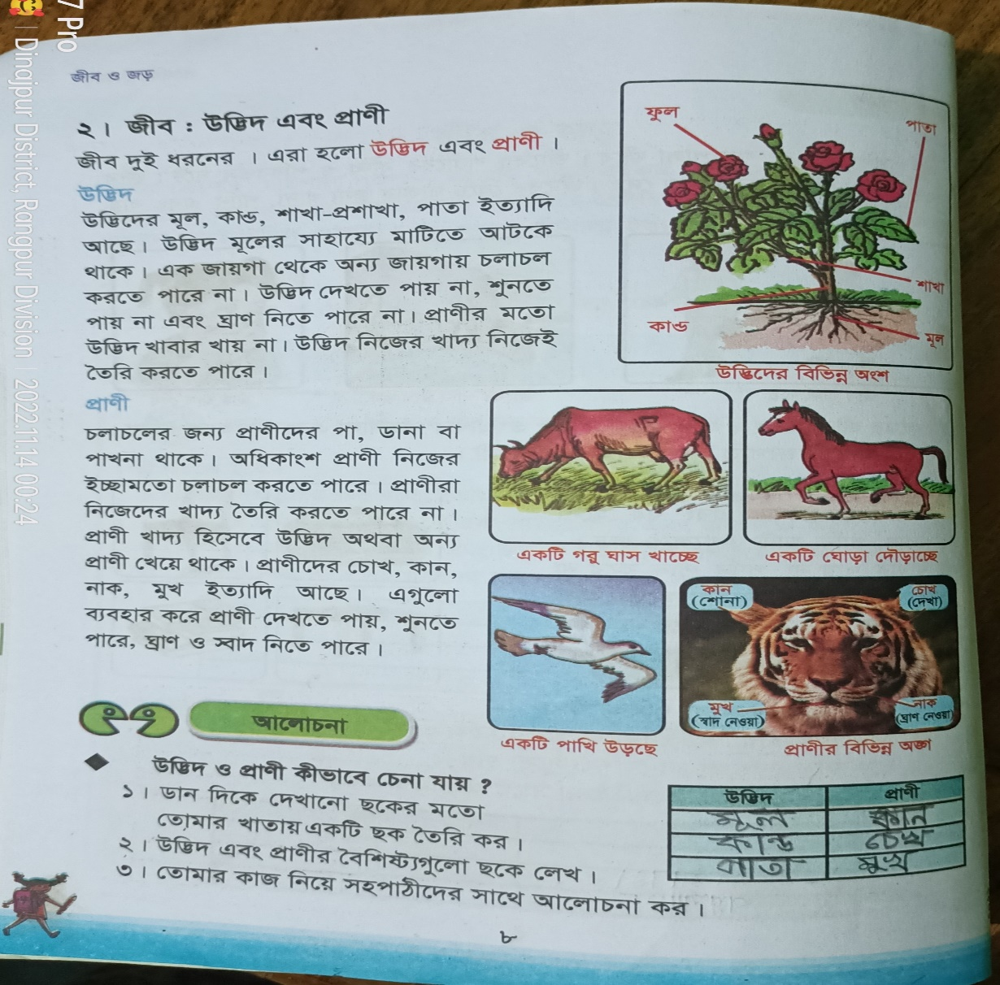 7 Pro
| Dinajpur District, Rangpur Division | 2022.11.14 00:24
জীব ও জড়
২। জীব : উদ্ভিদ এবং প্রাণী
জীব দুই ধরনের । এরা হলো উদ্ভিদ এবং প্রাণী ।
উদ্ভিদ
উদ্ভিদের মূল, কান্ড, শাখা-প্রশাখা, পাতা ইত্যাদি
আছে। উদ্ভিদ মূলের সাহায্যে মাটিতে আটকে
থাকে। এক জায়গা থেকে অন্য জায়গায় চলাচল
করতে পারে না। উদ্ভিদ দেখতে পায় না, শুনতে
পায় না এবং ঘ্রাণ নিতে পারে না। প্রাণীর মতো
উদ্ভিদ খাবার খায় না। উদ্ভিদ নিজের খাদ্য নিজেই
তৈরি করতে পারে।
ফুল
পাতা
শাখা
কান্ড
মূল
উদ্ভিদের বিভিন্ন অংশ
প্রাণী
চলাচলের জন্য প্রাণীদের পা, ডানা বা
পাখনা থাকে। অধিকাংশ প্রাণী নিজের
ইচ্ছামতো চলাচল করতে পারে। প্রাণীরা
নিজেদের খাদ্য তৈরি করতে পারে না।
প্রাণী খাদ্য হিসেবে উদ্ভিদ অথবা অন্য
প্রাণী খেয়ে থাকে। প্রাণীদের চোখ, কান,
নাক, মুখ ইত্যাদি আছে। এগুলো
ব্যবহার করে প্রাণী দেখতে পায়, শুনতে
পারে, ঘ্রাণ ও স্বাদ নিতে পারে।
একটি গরু ঘাস খাচ্ছে
একটি ঘোড়া দৌড়াচ্ছে
কান
(শোনা)
চোখ
(দেখা)
মুখ
(স্বাদ নেওয়া)
নাক
(ঘ্রাণ নেওয়া)
একটি পাখি উড়ছে
প্রাণীর বিভিন্ন অঙ্গ
আলোচনা
উদ্ভিদ ও প্রাণী কীভাবে চেনা যায় ?
১। ডান দিকে দেখানো ছকের মতো
তোমার খাতায় একটি ছক তৈরি কর।
২। উদ্ভিদ এবং প্রাণীর বৈশিষ্ট্যগুলো ছকে লেখ।
৩। তোমার কাজ নিয়ে সহপাঠীদের সাথে আলোচনা কর।
উদ্ভিদ প্রাণী
মূল কান
কান্ড চোখ
পাতা মুখ
৮